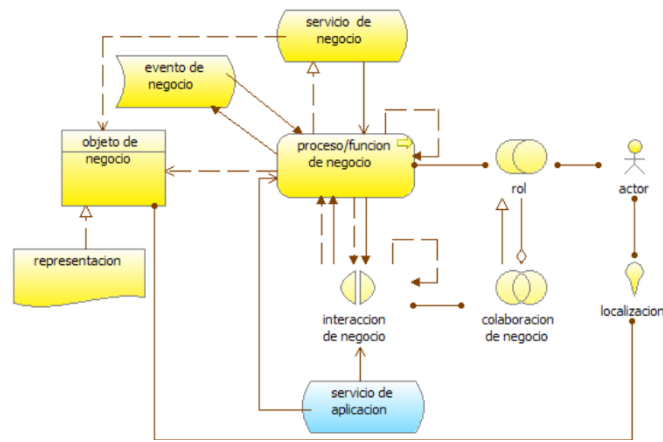 servicio de
negocio
evento de
negocio
objeto de
negocio
proceso/funcion
de negocio
rol
actor
representacion
interaccion
de negocio
colaboracion
de negocio
localizacion
servicio de
aplicacion